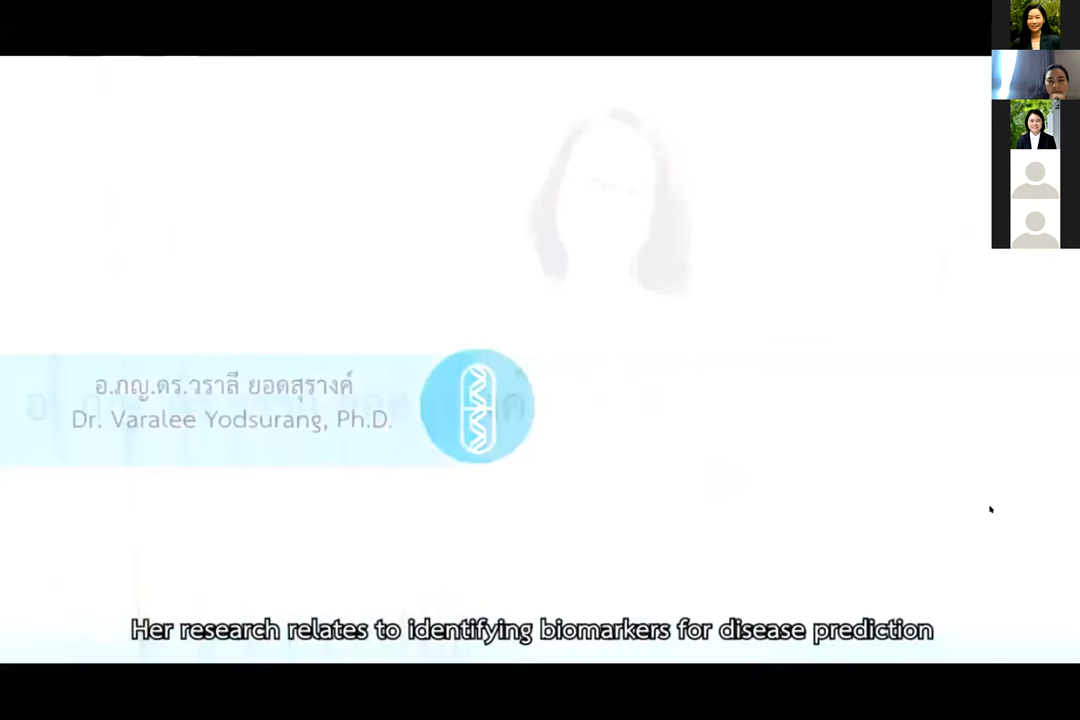 อ.ภญ.ดร.วราลี ยอดสุรางค์
Dr. Varalee Yodsurang, Ph.D.
Her research relates to identifying biomarkers for disease prediction